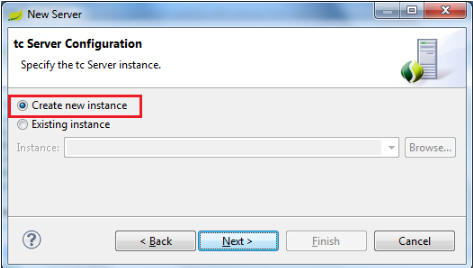 New Server
tc Server Configuration
Specify the tc Server instance.
Create new instance
Existing instance
Instance: Browse...
? < Back Next > Finish Cancel